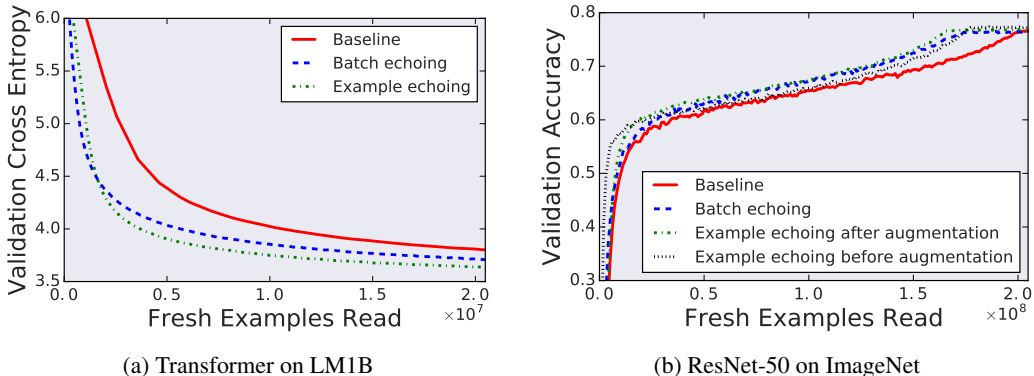 Validation Cross Entropy
6.0
5.5
5.0
4.5
4.0
3.5
Baseline
Batch echoing
Example echoing
0.0 0.5 1.0 1.5 2.0
×10⁷
Fresh Examples Read
(a) Transformer on LM1B
Validation Accuracy
0.8
0.7
0.6
0.5
0.4
0.3
Baseline
Batch echoing
Example echoing after augmentation
Example echoing before augmentation
0.0 0.5 1.0 1.5 2.0
×10⁸
Fresh Examples Read
(b) ResNet-50 on ImageNet